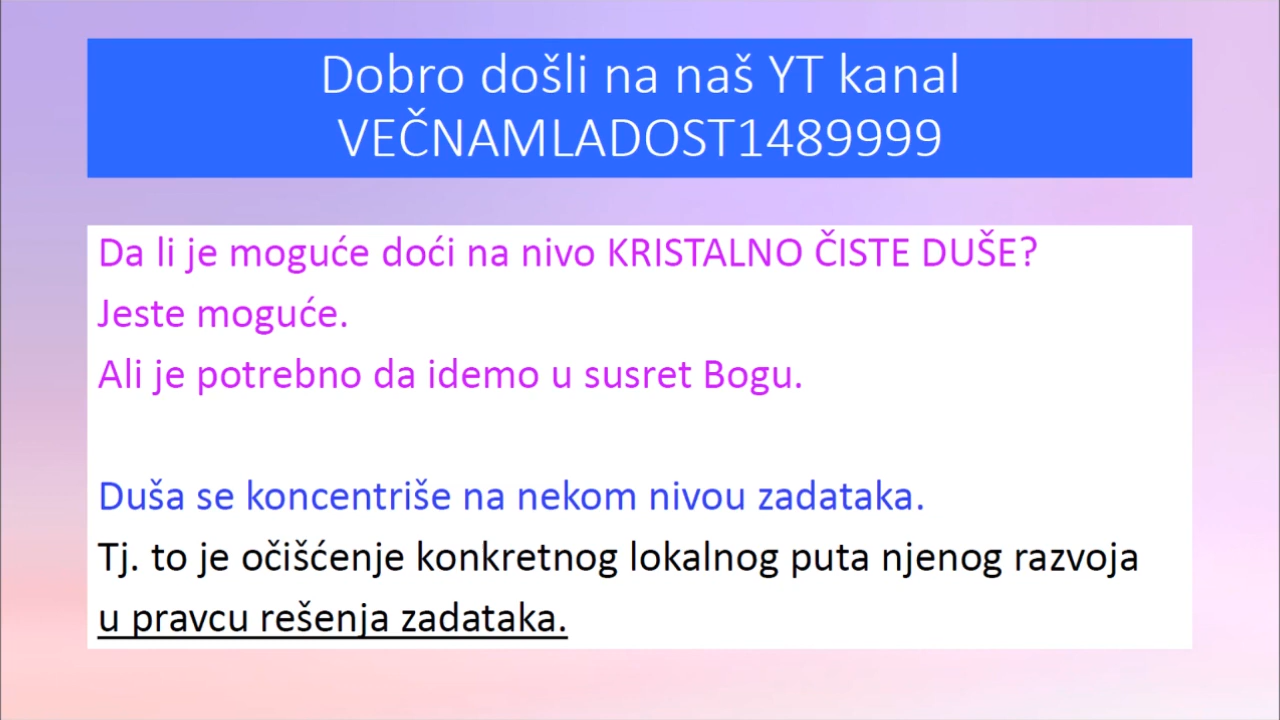 Dobro došli na naš YT kanal
VEČNAMLADOST1489999
Da li je moguće doći na nivo KRISTALNO ČISTE DUŠE?
Jeste moguće.
Ali je potrebno da idemo u susret Bogu.
Duša se koncentriše na nekom nivou zadataka.
Tj. to je očišćenje konkretnog lokalnog puta njenog razvoja
u pravcu rešenja zadataka.